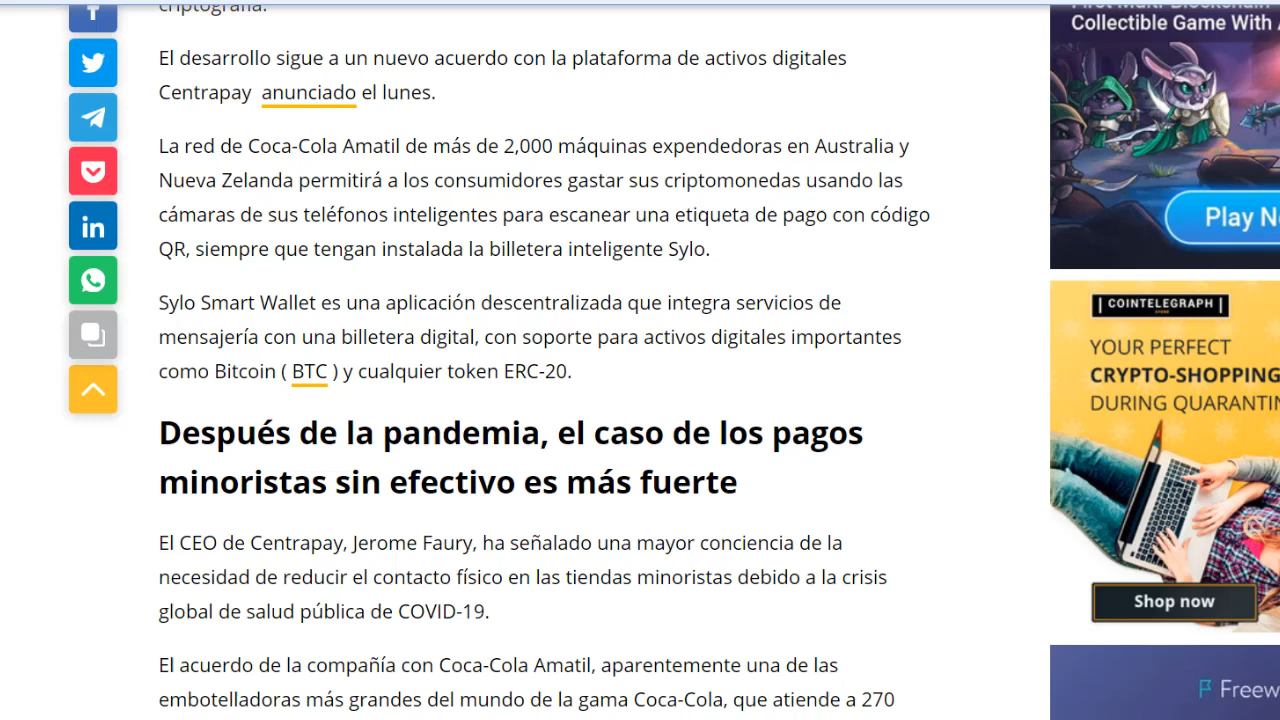 criptografía.
El desarrollo sigue a un nuevo acuerdo con la plataforma de activos digitales
Centrapay anunciado el lunes.
La red de Coca-Cola Amatil de más de 2,000 máquinas expendedoras en Australia y
Nueva Zelanda permitirá a los consumidores gastar sus criptomonedas usando las
cámaras de sus teléfonos inteligentes para escanear una etiqueta de pago con código
QR, siempre que tengan instalada la billetera inteligente Sylo.
Sylo Smart Wallet es una aplicación descentralizada que integra servicios de
mensajería con una billetera digital, con soporte para activos digitales importantes
como Bitcoin ( BTC ) y cualquier token ERC-20.
Después de la pandemia, el caso de los pagos
minoristas sin efectivo es más fuerte
El CEO de Centrapay, Jerome Faury, ha señalado una mayor conciencia de la
necesidad de reducir el contacto físico en las tiendas minoristas debido a la crisis
global de salud pública de COVID-19.
El acuerdo de la compañía con Coca-Cola Amatil, aparentemente una de las
embotelladoras más grandes del mundo de la gama Coca-Cola, que atiende a 270
First Multi-Blockchain
Collectible Game With
Play
COINTELEGRAPH
STORE
YOUR PERFECT
CRYPTO-SHOPPING
DURING QUARANTIN
Shop now
Freew